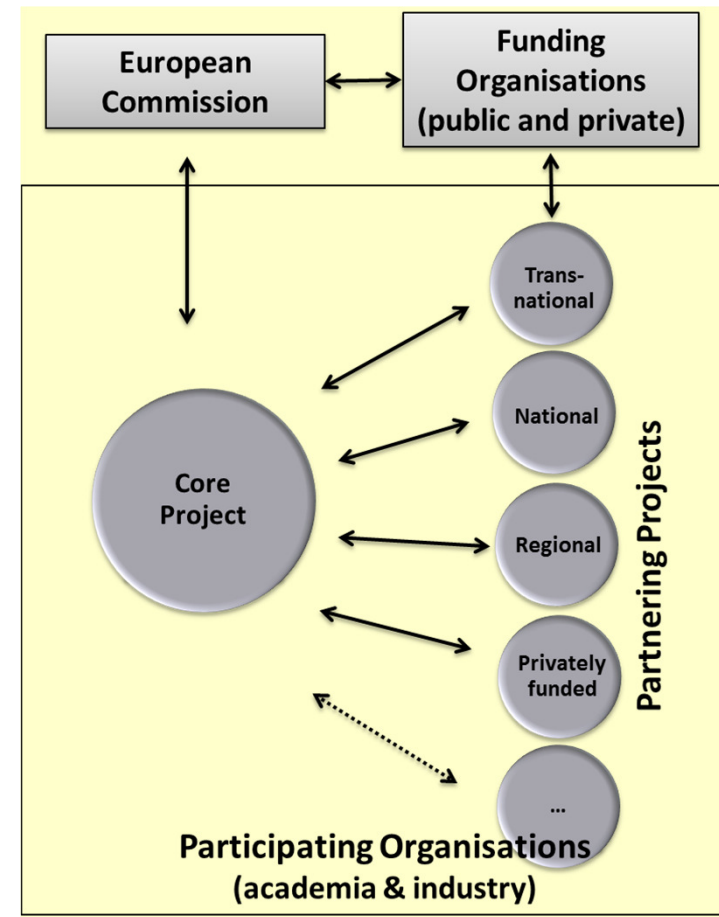 European
Commission
Funding
Organisations
(public and private)
Trans-
national
National
Core
Project
Regional
Privately
funded
...
Partnering Projects
Participating Organisations
(academia & industry)